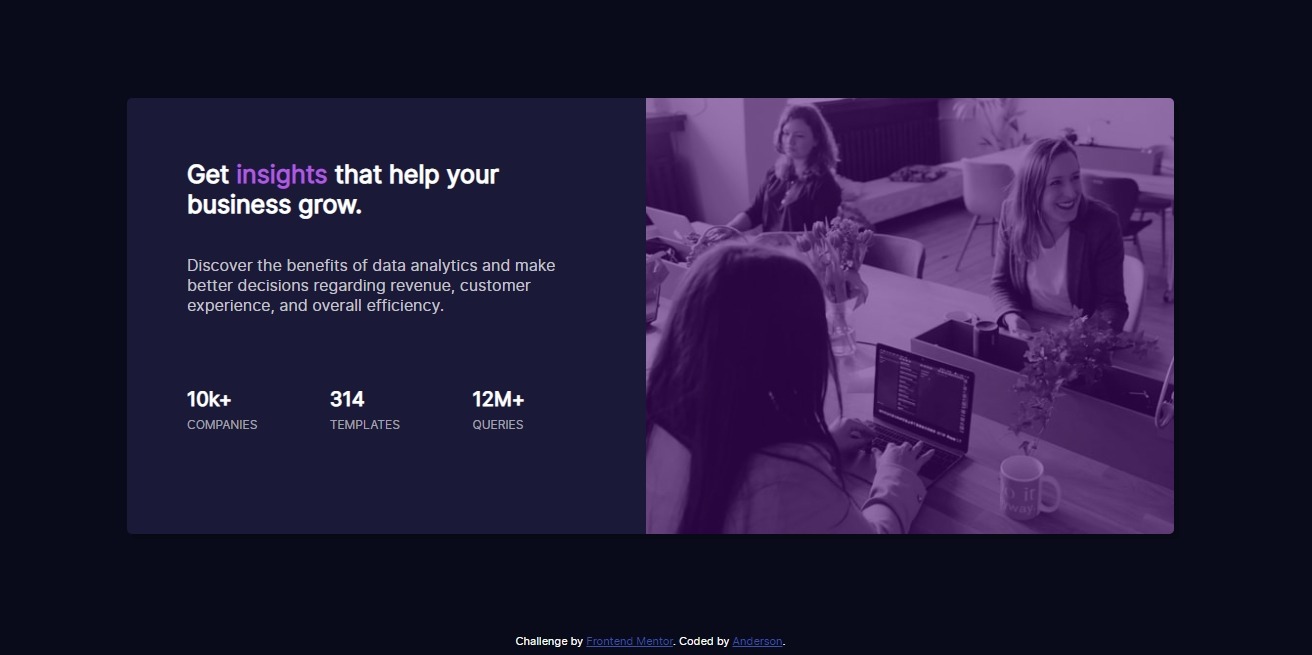 Get insights that help your
business grow.
Discover the benefits of data analytics and make
better decisions regarding revenue, customer
experience, and overall efficiency.
10k+ 314 12M+
COMPANIES TEMPLATES QUERIES
Challenge by Frontend Mentor. Coded by Anderson.